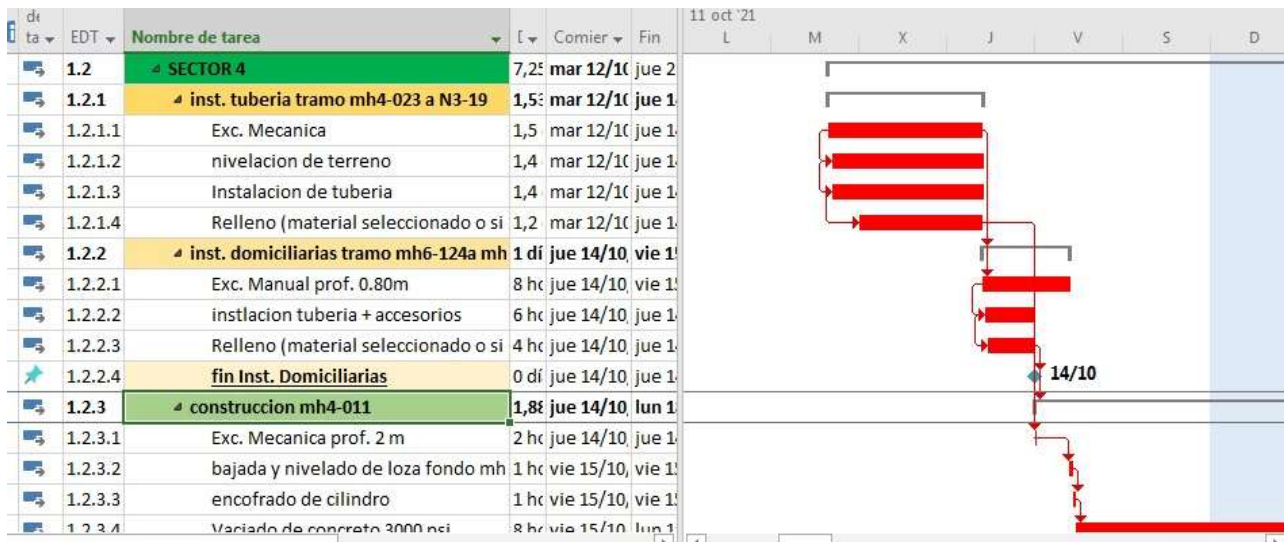 de
ta EDT Nombre de tarea Comier Fin
11 oct '21
L M X J V S D
1.2 SECTOR 4 7,25 mar 12/10 jue 2
1.2.1 inst. tuberia tramo mh4-023 a N3-19 1,53 mar 12/10 jue 1
1.2.1.1 Exc. Mecanica 1,5 mar 12/10 jue 1
1.2.1.2 nivelacion de terreno 1,4 mar 12/10 jue 1
1.2.1.3 Instalacion de tuberia 1,4 mar 12/10 jue 1
1.2.1.4 Relleno (material seleccionado o si 1,2 mar 12/10 jue 1
1.2.2 inst. domiciliarias tramo mh6-124a mh 1 dí jue 14/10, vie 1
1.2.2.1 Exc. Manual prof. 0.80m 8 ho jue 14/10, vie 1
1.2.2.2 instlacion tuberia + accesorios 6 ho jue 14/10, jue 1
1.2.2.3 Relleno (material seleccionado o si 4 ho jue 14/10, jue 1
1.2.2.4 fin Inst. Domiciliarias 0 dí jue 14/10, jue 1 14/10
1.2.3 construccion mh4-011 1,88 jue 14/10, lun 1
1.2.3.1 Exc. Mecanica prof. 2 m 2 ho jue 14/10, jue 1
1.2.3.2 bajada y nivelado de loza fondo mh 1 ho vie 15/10, vie 1
1.2.3.3 encofrado de cilindro 1 ho vie 15/10, vie 1
1.2.3.4 Vaciado de concreto 3000 psi 8 ho vie 15/10 lun 1